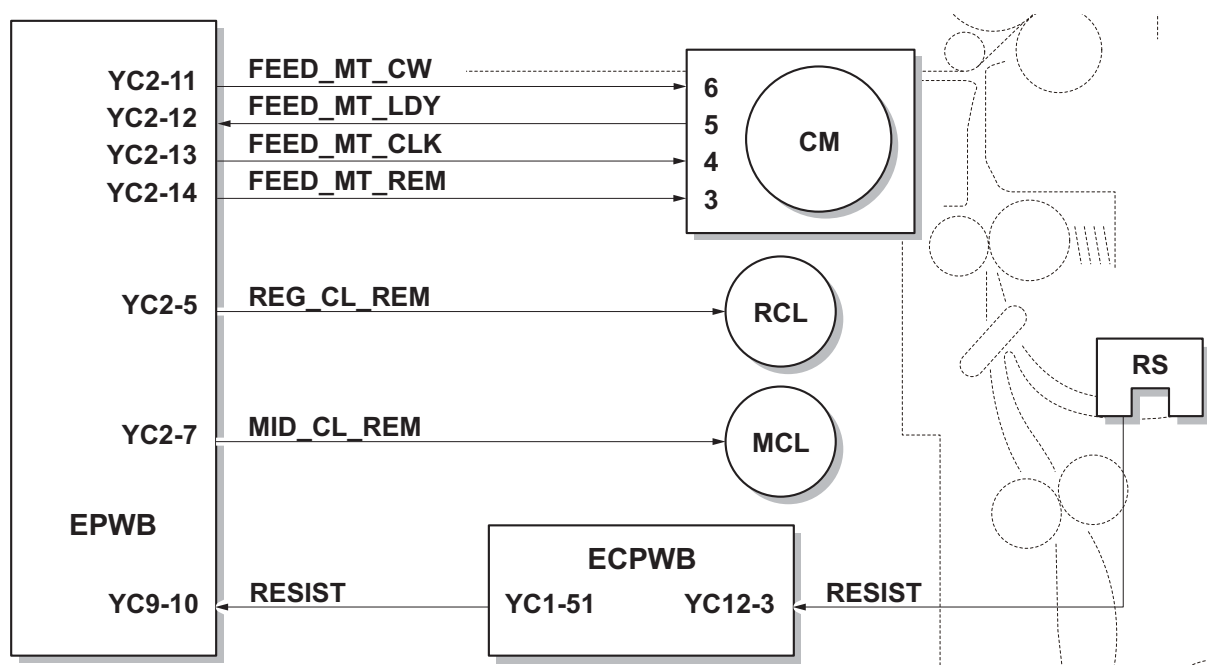 YC2-11 FEED_MT_CW 6
YC2-12 FEED_MT_LDY 5
YC2-13 FEED_MT_CLK 4
YC2-14 FEED_MT_REM 3
CM
YC2-5 REG_CL_REM RCL
RS
YC2-7 MID_CL_REM MCL
EPWB
ECPWB
YC9-10 RESIST YC1-51 YC12-3 RESIST